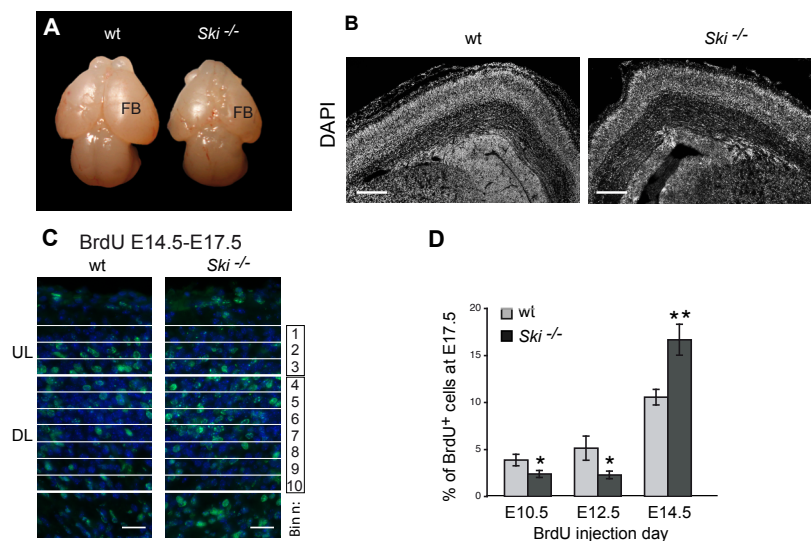 A
wt
Ski -/-
FB
FB
B
wt
Ski -/-
DAPI
C
BrdU E14.5-E17.5
wt
Ski -/-
UL
DL
1
2
3
4
5
6
7
8
9
10
Bin n:
D
% of BrdU+ cells at E17.5
20
15
10
5
0
wt
Ski -/-
*
*
**
E10.5
E12.5
E14.5
BrdU injection day